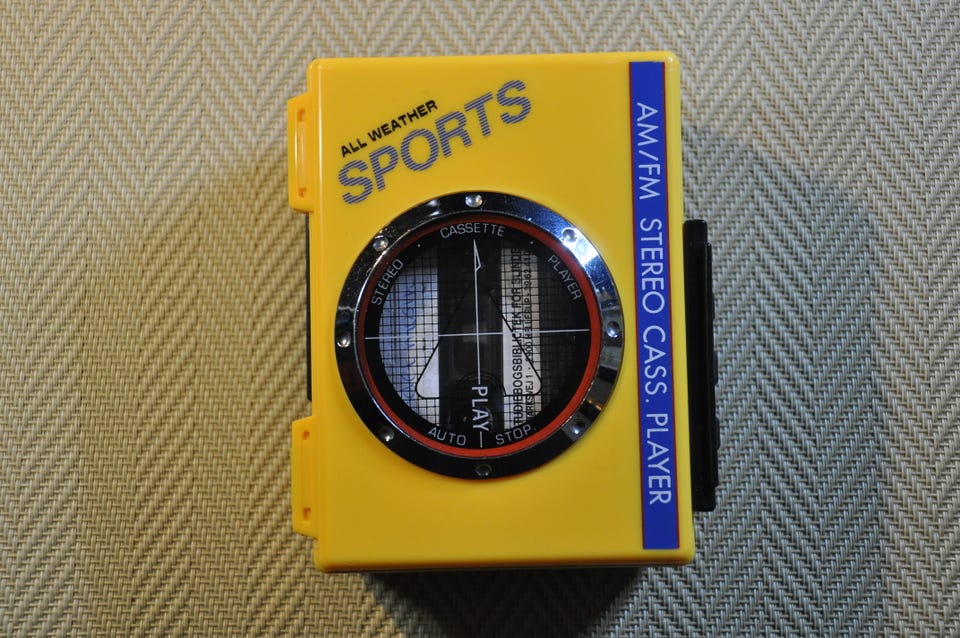 ALL WEATHER
SPORTS
AM/FM STEREO CASS. PLAYER
STEREO CASSETTE PLAYER
PLAY
AUTO STOP